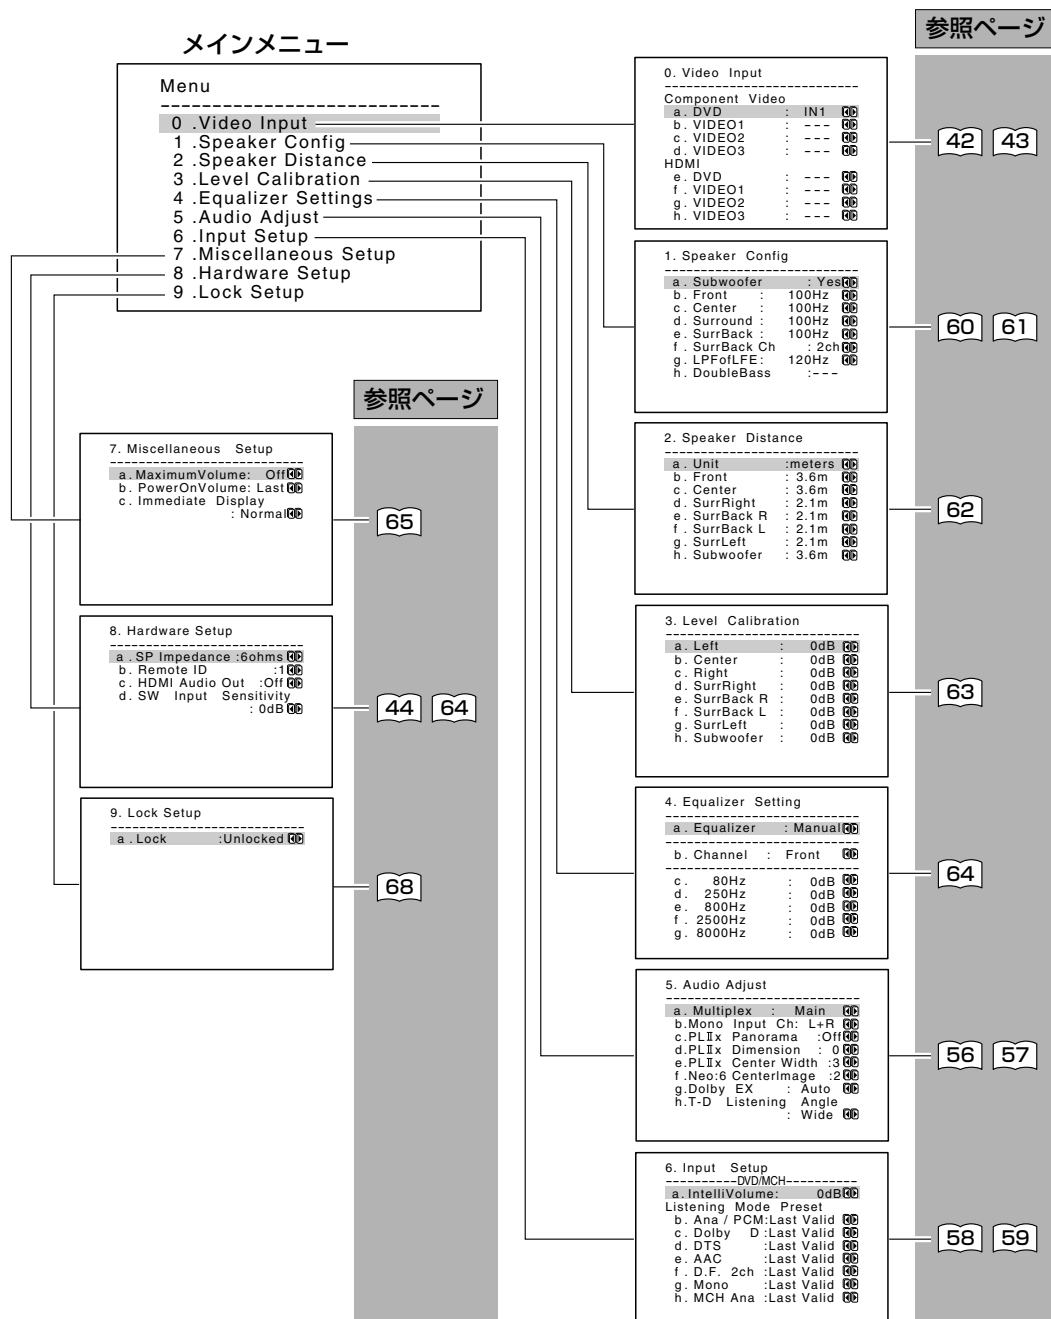 参照ページ
メインメニュー
Menu
0 .Video Input
1 .Speaker Config
2 .Speaker Distance
3 .Level Calibration
4 .Equalizer Settings
5 .Audio Adjust
6 .Input Setup
7 .Miscellaneous Setup
8 .Hardware Setup
9 .Lock Setup
0. Video Input
Component Video
a. DVD : IN1
b. VIDEO1 : ---
c. VIDEO2 : ---
d. VIDEO3 : ---
HDMI
e. DVD : ---
f. VIDEO1 : ---
g. VIDEO2 : ---
h. VIDEO3 : ---
42 43
1. Speaker Config
a. Subwoofer : Yes
b. Front : 100Hz
c. Center : 100Hz
d. Surround : 100Hz
e. SurrBack : 100Hz
f. SurrBack Ch : 2ch
g. LPFofLFE: 120Hz
h. DoubleBass :---
60 61
2. Speaker Distance
a. Unit :meters
b. Front : 3.6m
c. Center : 3.6m
d. SurrRight : 2.1m
e. SurrBack R : 2.1m
f. SurrBack L : 2.1m
g. SurrLeft : 2.1m
h. Subwoofer : 3.6m
62
3. Level Calibration
a. Left : 0dB
b. Center : 0dB
c. Right : 0dB
d. SurrRight : 0dB
e. SurrBack R : 0dB
f. SurrBack L : 0dB
g. SurrLeft : 0dB
h. Subwoofer : 0dB
63
4. Equalizer Setting
a. Equalizer : Manual
b. Channel : Front
c. 80Hz : 0dB
d. 250Hz : 0dB
e. 800Hz : 0dB
f. 2500Hz : 0dB
g. 8000Hz : 0dB
64
5. Audio Adjust
a. Multiplex : Main
b.Mono Input Ch: L+R
c.PLⅡx Panorama :Off
d.PLⅡx Dimension : 0
e.PLⅡx Center Width :3
f.Neo:6 CenterImage :2
g.Dolby EX : Auto
h.T-D Listening Angle
: Wide
56 57
6. Input Setup
----------DVD/MCH----------
a.IntelliVolume: 0dB
Listening Mode Preset
b. Ana / PCM:Last Valid
c. Dolby D :Last Valid
d. DTS :Last Valid
e. AAC :Last Valid
f. D.F. 2ch :Last Valid
g. Mono :Last Valid
h. MCH Ana :Last Valid
58 59
参照ページ
7. Miscellaneous Setup
a. MaximumVolume: Off
b. PowerOnVolume: Last
c. Immediate Display
: Normal
65
8. Hardware Setup
a. SP Impedance :6ohms
b. Remote ID :1
c. HDMI Audio Out :Off
d. SW Input Sensitivity
: 0dB
44 64
9. Lock Setup
a. Lock :Unlocked
68